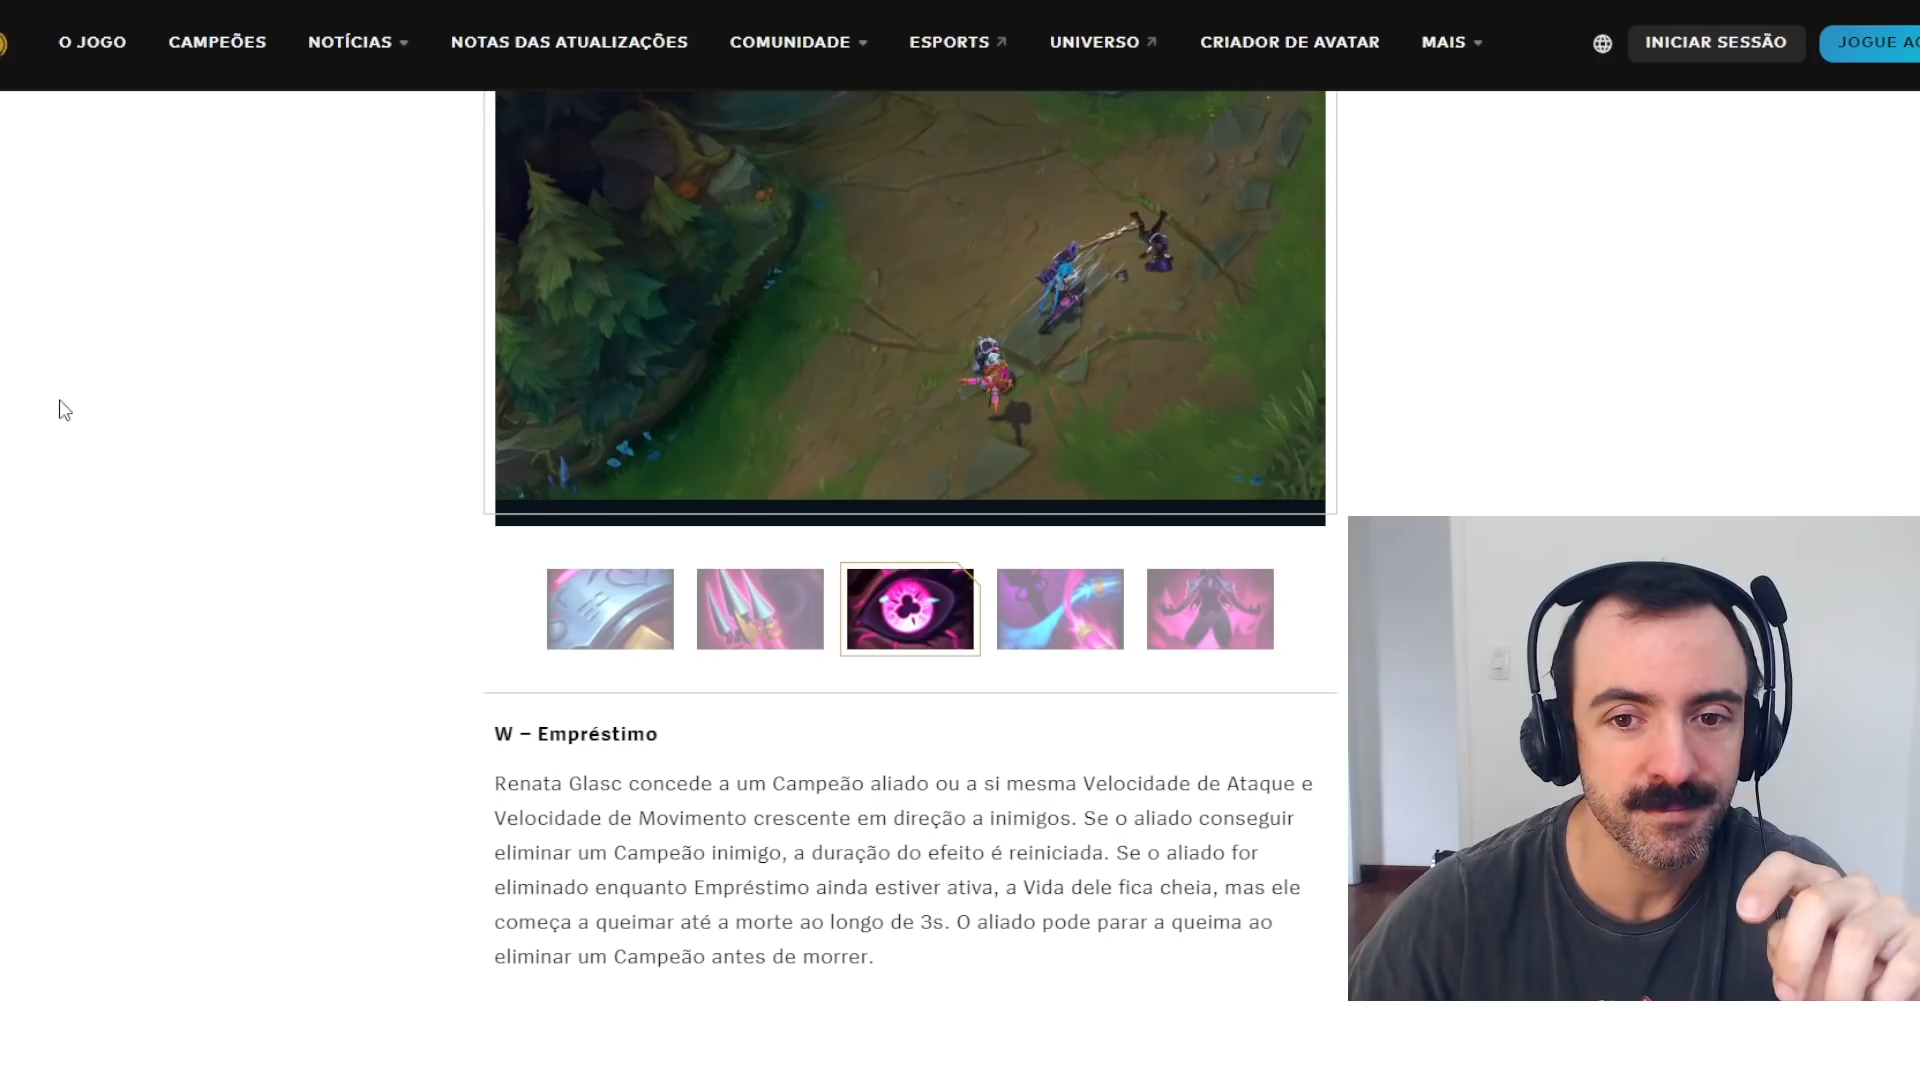 O JOGO
CAMPEÕES
NOTÍCIAS
NOTAS DAS ATUALIZAÇÕES
COMUNIDADE
ESPORTS
UNIVERSO
CRIADOR DE AVATAR
MAIS
INICIAR SESSÃO
JOGUE
W – Empréstimo
Renata Glasc concede a um Campeão aliado ou a si mesma Velocidade de Ataque e
Velocidade de Movimento crescente em direção a inimigos. Se o aliado conseguir
eliminar um Campeão inimigo, a duração do efeito é reiniciada. Se o aliado for
eliminado enquanto Empréstimo ainda estiver ativa, a Vida dele fica cheia, mas ele
começa a queimar até a morte ao longo de 3s. O aliado pode parar a queima ao
eliminar um Campeão antes de morrer.